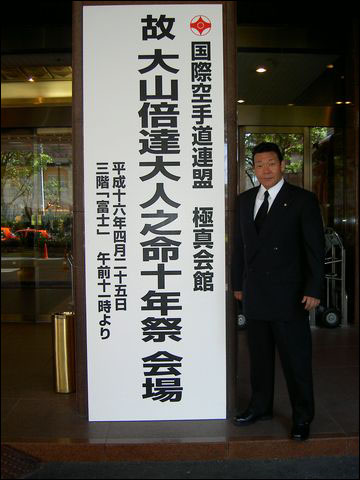 国際空手道連盟 極真会館
故 大山倍達大人之命十年祭 会場
平成十六年四月二十五日
三階「富士」 午前十一時より